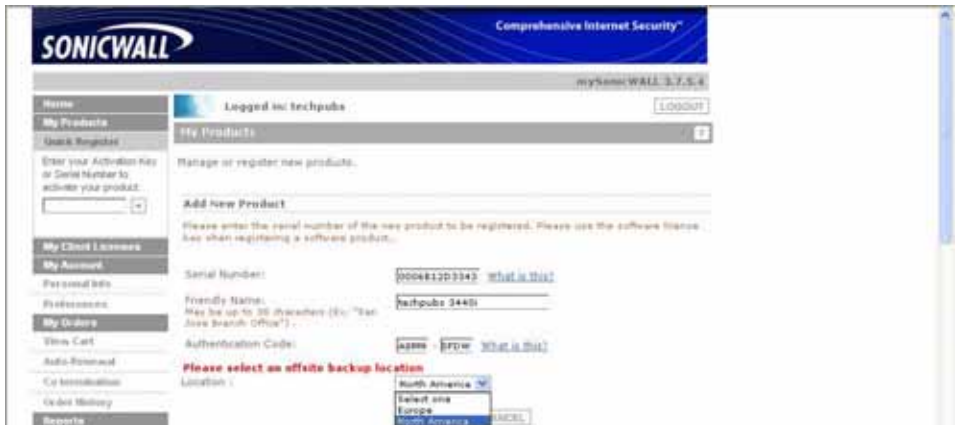 Comprehensive Internet Security™
SONICWALL
mySonicWALL 3.7.5.4
Home
Logged in: techpubs
LOGOUT
My Products
My Products
?
Quick Register
Enter your Activation Key
or Serial Number to
activate your product.
Manage or register new products.
Add New Product
Please enter the serial number of the new product to be registered. Please use the software license
key when registering a software product.
My Client Licenses
My Account
Personal Info
Preferences
My Orders
View Cart
Auto-Renewal
Co-termination
Order History
Reports
Serial Number:
What is this?
Friendly Name:
techpubs 3440i
May be up to 30 characters (Ex: "San
Jose Branch Office").
Authentication Code:
What is this?
Please select an offsite backup location
Location :
North America
Select one
Europe
North America